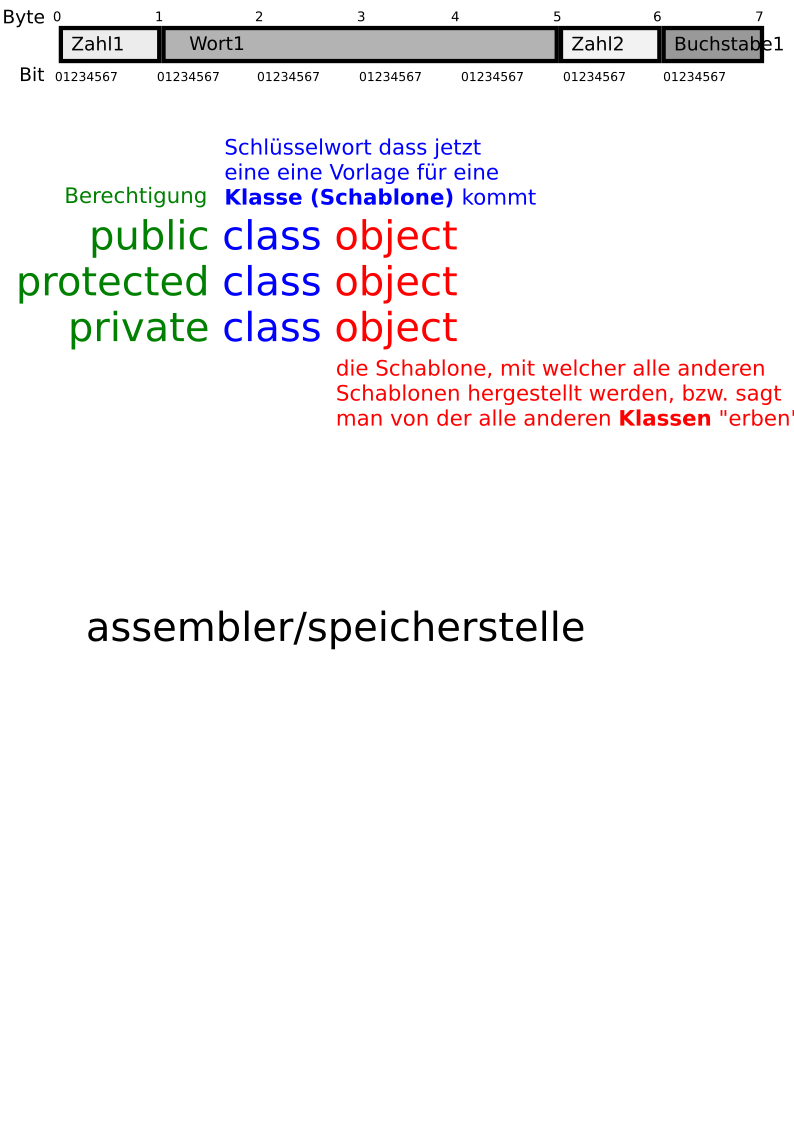 Byte 0 1 2 3 4 5 6 7
Zahl1 Wort1 Zahl2 Buchstabe1
Bit 01234567 01234567 01234567 01234567 01234567 01234567 01234567
Schlüsselwort dass jetzt
eine eine Vorlage für eine
Berechtigung Klasse (Schablone) kommt
public class object
protected class object
private class object
die Schablone, mit welcher alle anderen
Schablonen hergestellt werden, bzw. sagt
man von der alle anderen Klassen "erben"
assembler/speicherstelle